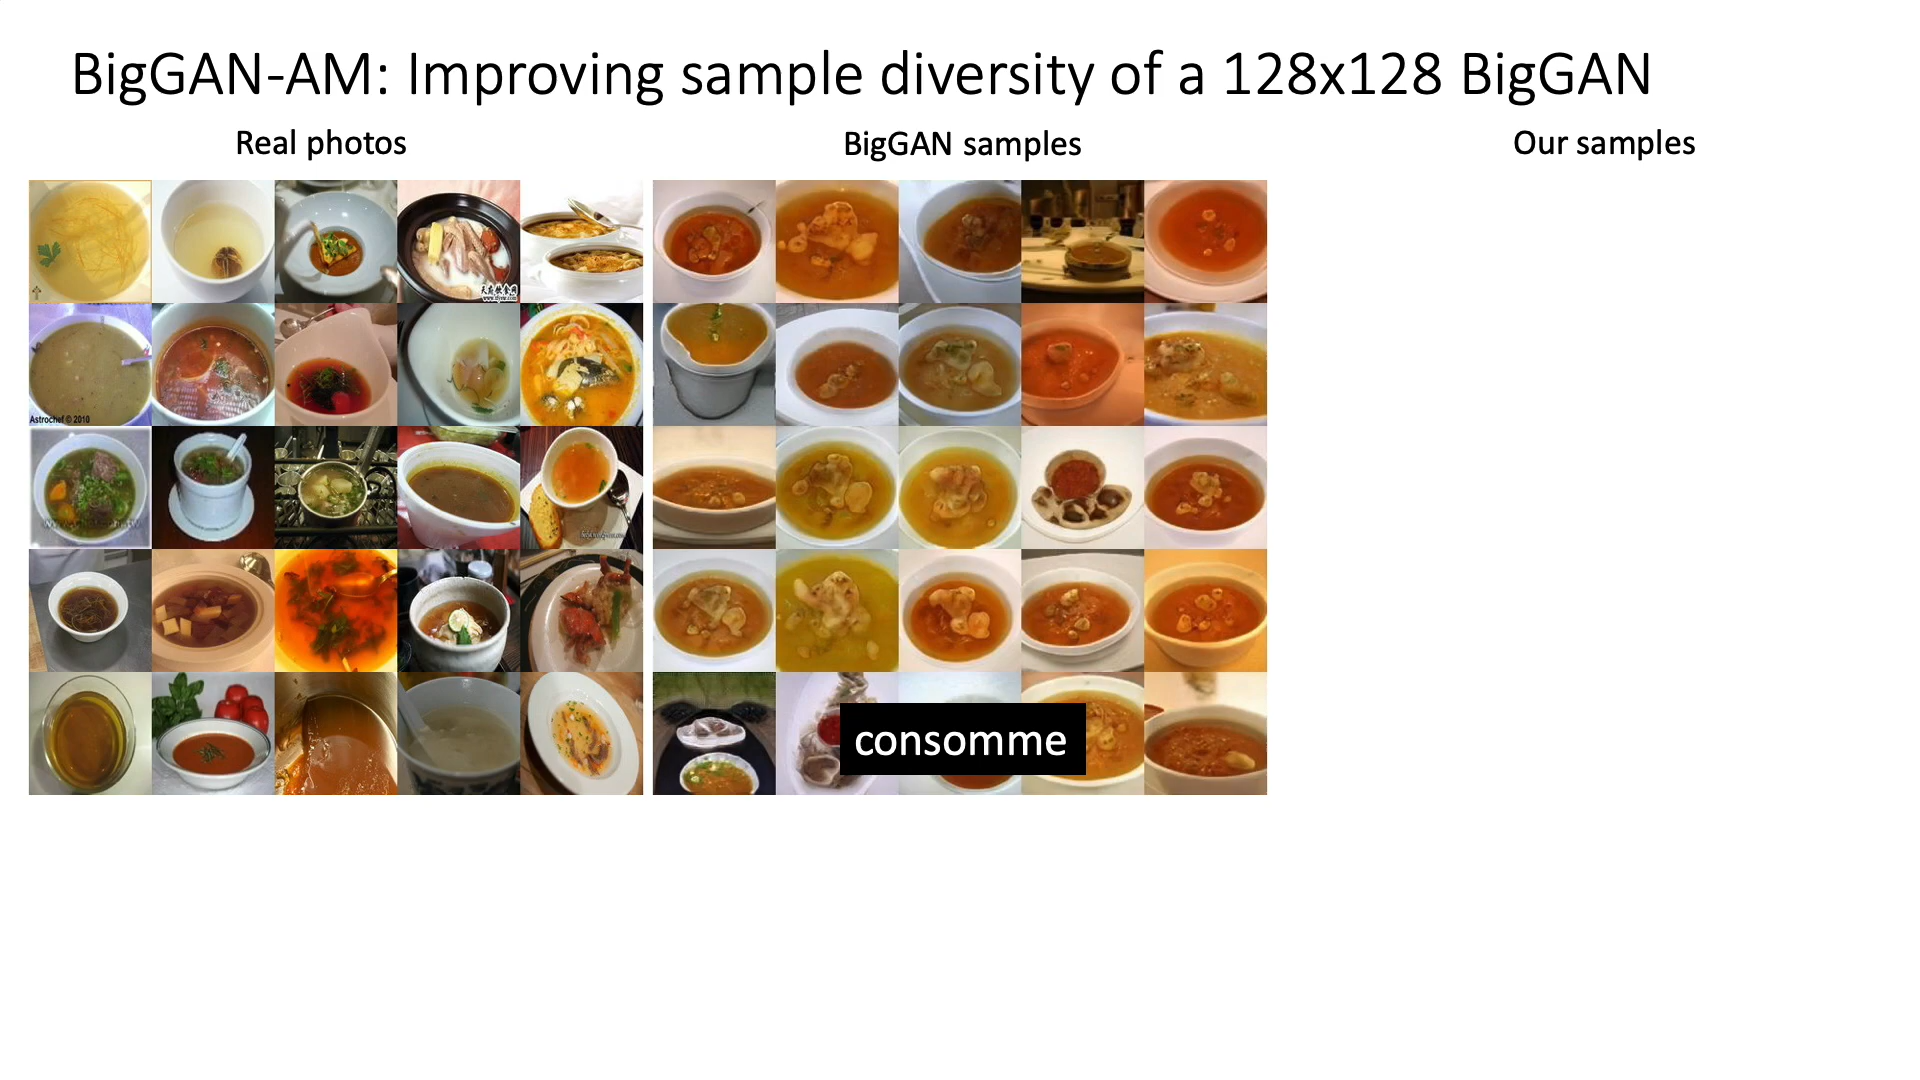 BigGAN-AM: Improving sample diversity of a 128x128 BigGAN
Real photos
BigGAN samples
Our samples
Astrochef © 2010
consomme